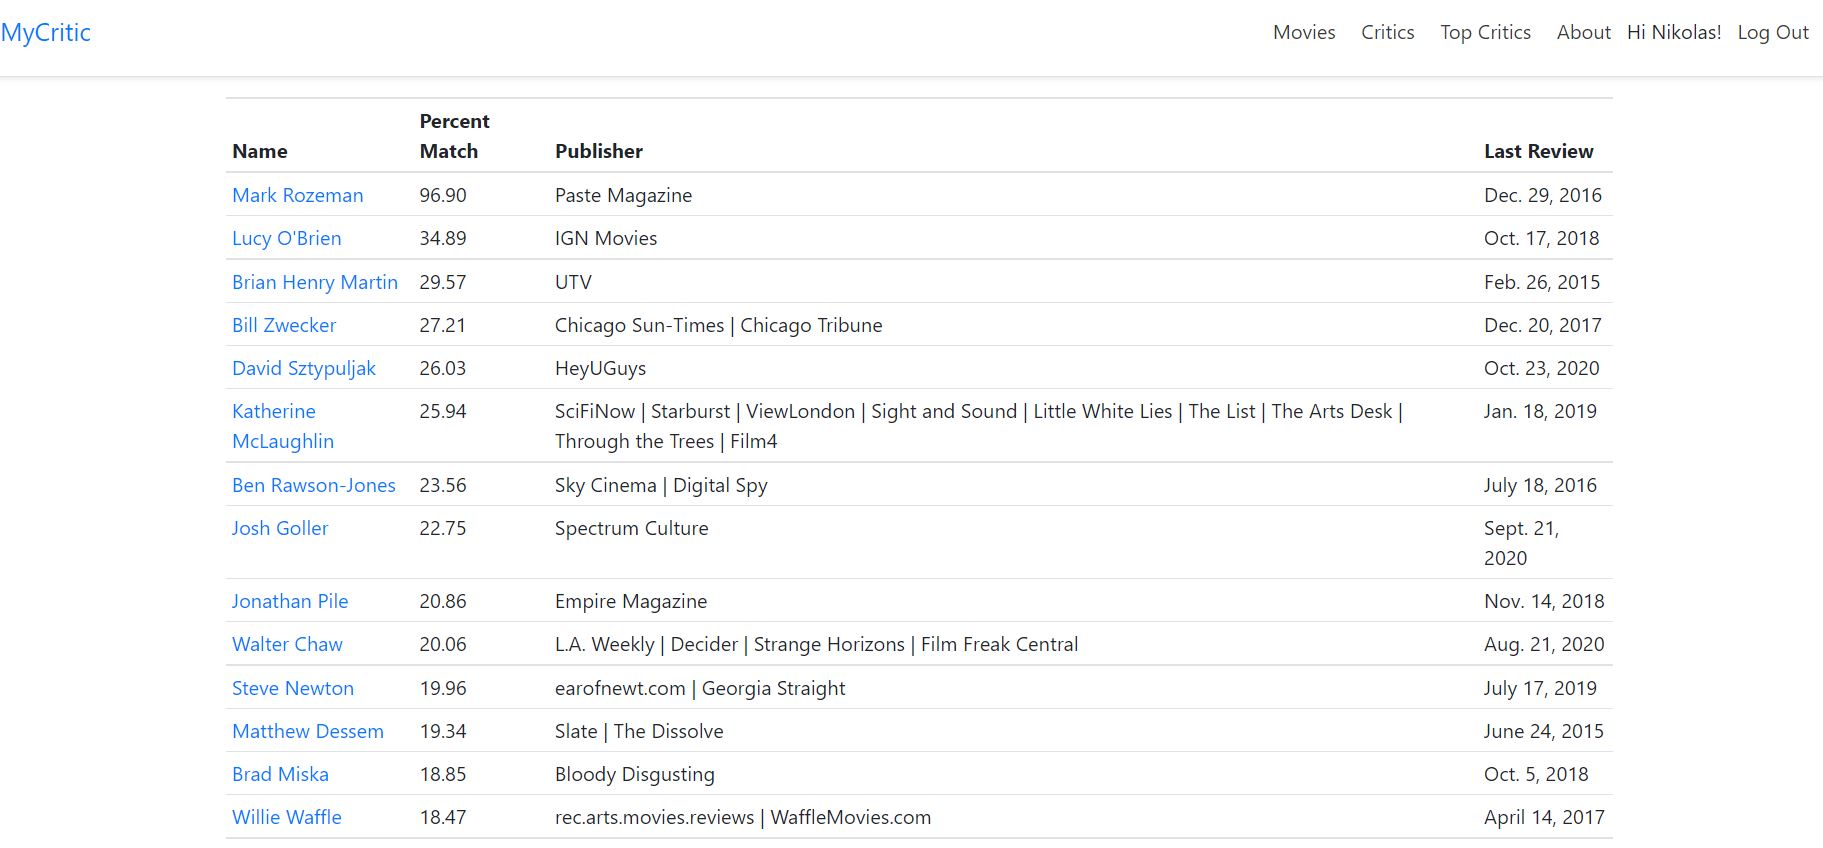 MyCritic Movies Critics Top Critics About Hi Nikolas! Log Out
Percent
Name Match Publisher Last Review
Mark Rozeman 96.90 Paste Magazine Dec. 29, 2016
Lucy O'Brien 34.89 IGN Movies Oct. 17, 2018
Brian Henry Martin 29.57 UTV Feb. 26, 2015
Bill Zwecker 27.21 Chicago Sun-Times | Chicago Tribune Dec. 20, 2017
David Sztypuljak 26.03 HeyUGuys Oct. 23, 2020
Katherine 25.94 SciFiNow | Starburst | ViewLondon | Sight and Sound | Little White Lies | The List | The Arts Desk | Jan. 18, 2019
McLaughlin Through the Trees | Film4
Ben Rawson-Jones 23.56 Sky Cinema | Digital Spy July 18, 2016
Josh Goller 22.75 Spectrum Culture Sept. 21,
2020
Jonathan Pile 20.86 Empire Magazine Nov. 14, 2018
Walter Chaw 20.06 L.A. Weekly | Decider | Strange Horizons | Film Freak Central Aug. 21, 2020
Steve Newton 19.96 earofnewt.com | Georgia Straight July 17, 2019
Matthew Dessem 19.34 Slate | The Dissolve June 24, 2015
Brad Miska 18.85 Bloody Disgusting Oct. 5, 2018
Willie Waffle 18.47 rec.arts.movies.reviews | WaffleMovies.com April 14, 2017